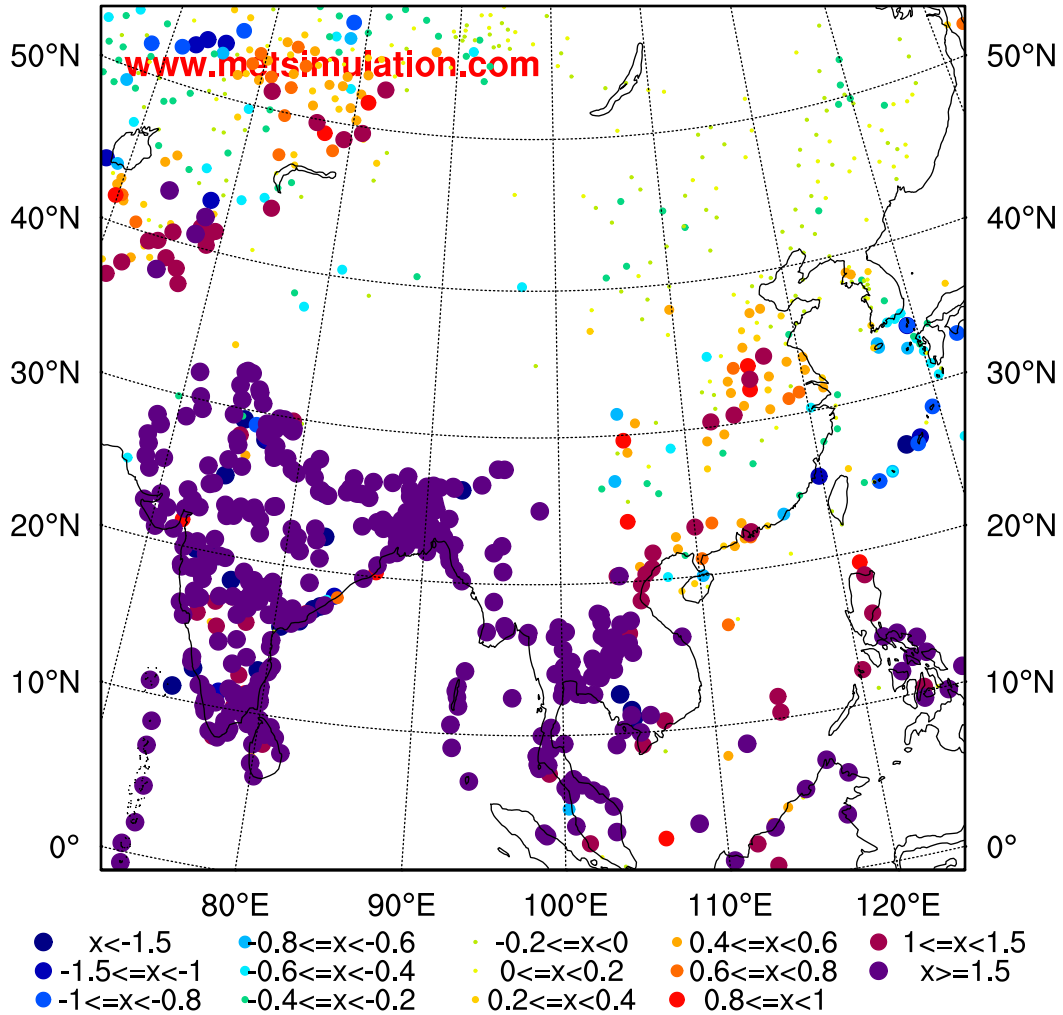 50°N 50°N
www.metsimulation.com
40°N 40°N
30°N 30°N
20°N 20°N
10°N 10°N
0° 0°
80°E 90°E 100°E 110°E 120°E
x<-1.5 -0.8<=x<-0.6 -0.2<=x<0 0.4<=x<0.6 1<=x<1.5
-1.5<=x<-1 -0.6<=x<-0.4 0<=x<0.2 0.6<=x<0.8 x>=1.5
-1<=x<-0.8 -0.4<=x<-0.2 0.2<=x<0.4 0.8<=x<1